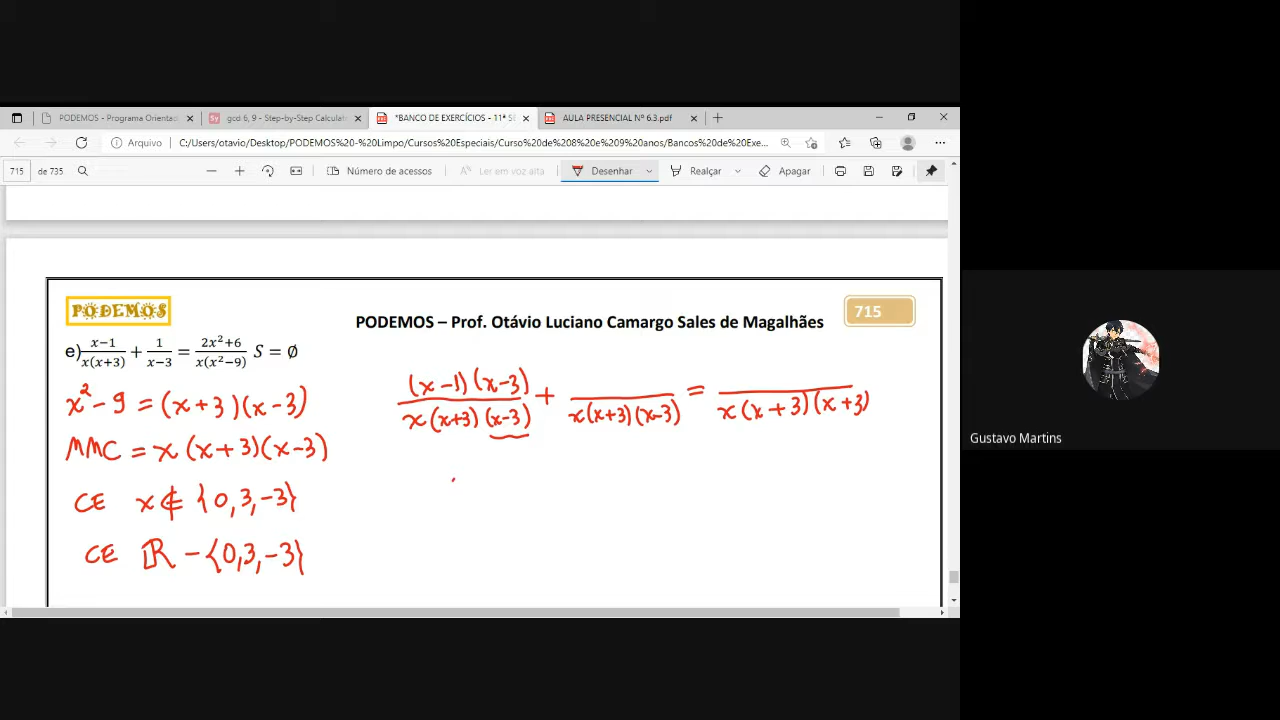 PODEMOS - Programa Orientad
gcd 6, 9 - Step-by-Step Calculat
*BANCO DE EXERCÍCIOS - 11ª SE
AULA PRESENCIAL Nº 6.3.pdf
Arquivo C:/Users/otavio/Desktop/PODEMOS%20-%20Limpo/Cursos%20Especiais/Curso%20de%208%20e%209%20anos/Bancos%20de%20Exe...
715 de 735 Número de acessos Ler em voz alta Desenhar Realçar Apagar
PODEMOS
PODEMOS – Prof. Otávio Luciano Camargo Sales de Magalhães
715
e) (x−1)/(x(x+3)) + 1/(x−3) = (2x²+6)/(x(x²−9)) S = ∅
x² - 9 = (x+3)(x-3)
MMC = x(x+3)(x-3)
CE x ∉ {0, 3, -3}
CE ℝ - {0, 3, -3}
(x-1)(x-3) + =
x(x+3)(x-3) x(x+3)(x-3) x(x+3)(x+3)
Gustavo Martins